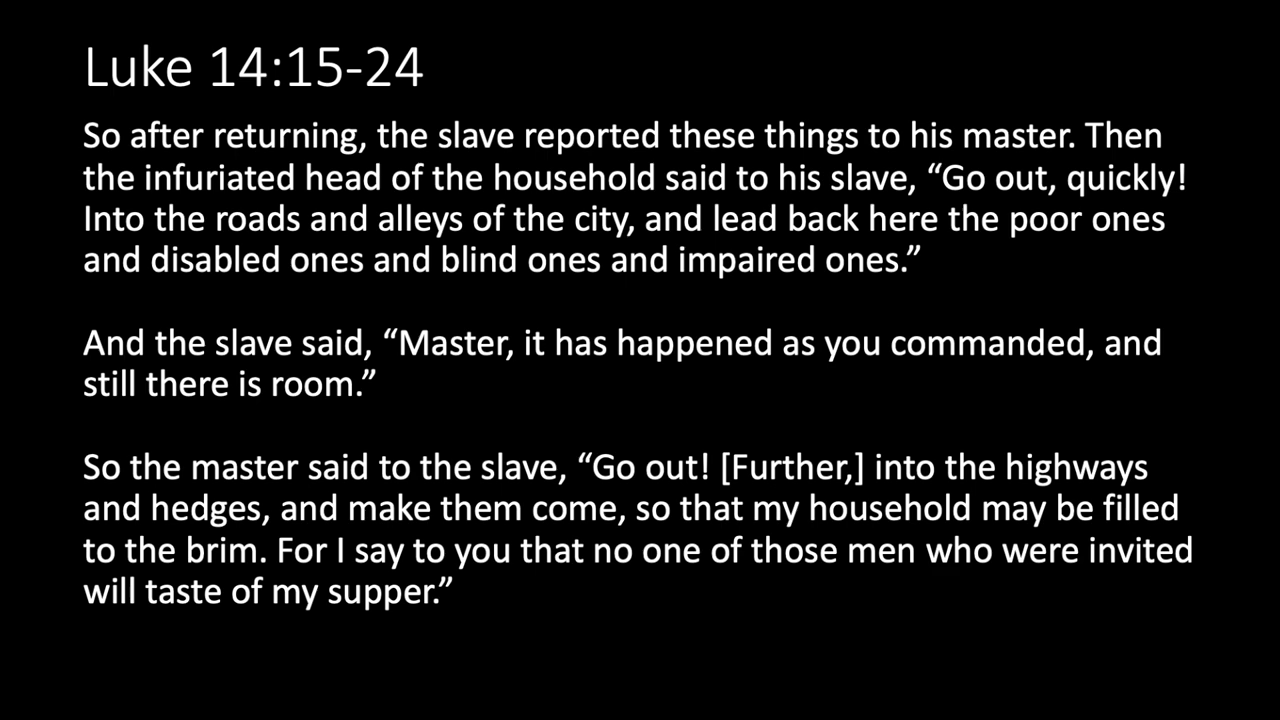 Luke 14:15-24
So after returning, the slave reported these things to his master. Then
the infuriated head of the household said to his slave, “Go out, quickly!
Into the roads and alleys of the city, and lead back here the poor ones
and disabled ones and blind ones and impaired ones.”
And the slave said, “Master, it has happened as you commanded, and
still there is room.”
So the master said to the slave, “Go out! [Further,] into the highways
and hedges, and make them come, so that my household may be filled
to the brim. For I say to you that no one of those men who were invited
will taste of my supper.”